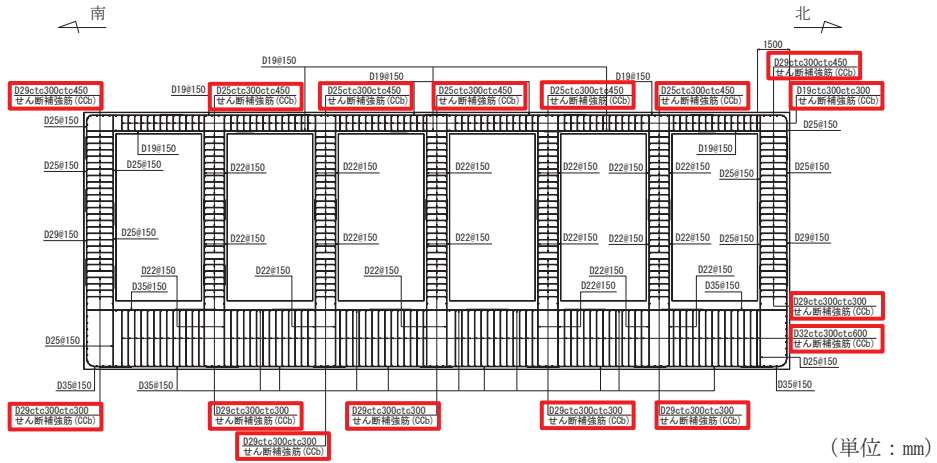 南
北
1500
D19@150
D29ctc300ctc450
せん断補強筋(CCb)
D19@150
D19@150
D29ctc300ctc450
せん断補強筋(CCb)
D19@150
D25ctc300ctc450
せん断補強筋(CCb)
D25ctc300ctc450
せん断補強筋(CCb)
D25ctc300ctc450
せん断補強筋(CCb)
D25ctc300ctc450
せん断補強筋(CCb)
D25ctc300ctc450
せん断補強筋(CCb)
D19ctc300ctc300
せん断補強筋(CCb)
D25@150
D25@150
D19@150
D19@150
D25@150
D25@150
D22@150
D22@150
D22@150
D22@150
D22@150
D25@150
D25@150
D29@150
D25@150
D22@150
D22@150
D22@150
D22@150
D22@150
D25@150
D29@150
D22@150
D22@150
D22@150
D22@150
D35@150
D22@150
D22@150
D35@150
D29ctc300ctc300
せん断補強筋(CCb)
D32ctc300ctc600
せん断補強筋(CCb)
D25@150
D25@150
D35@150
D35@150
D35@150
D29ctc300ctc300
せん断補強筋(CCb)
D29ctc300ctc300
せん断補強筋(CCb)
D29ctc300ctc300
せん断補強筋(CCb)
D29ctc300ctc300
せん断補強筋(CCb)
D29ctc300ctc300
せん断補強筋(CCb)
D29ctc300ctc300
せん断補強筋(CCb)
(単位：mm)